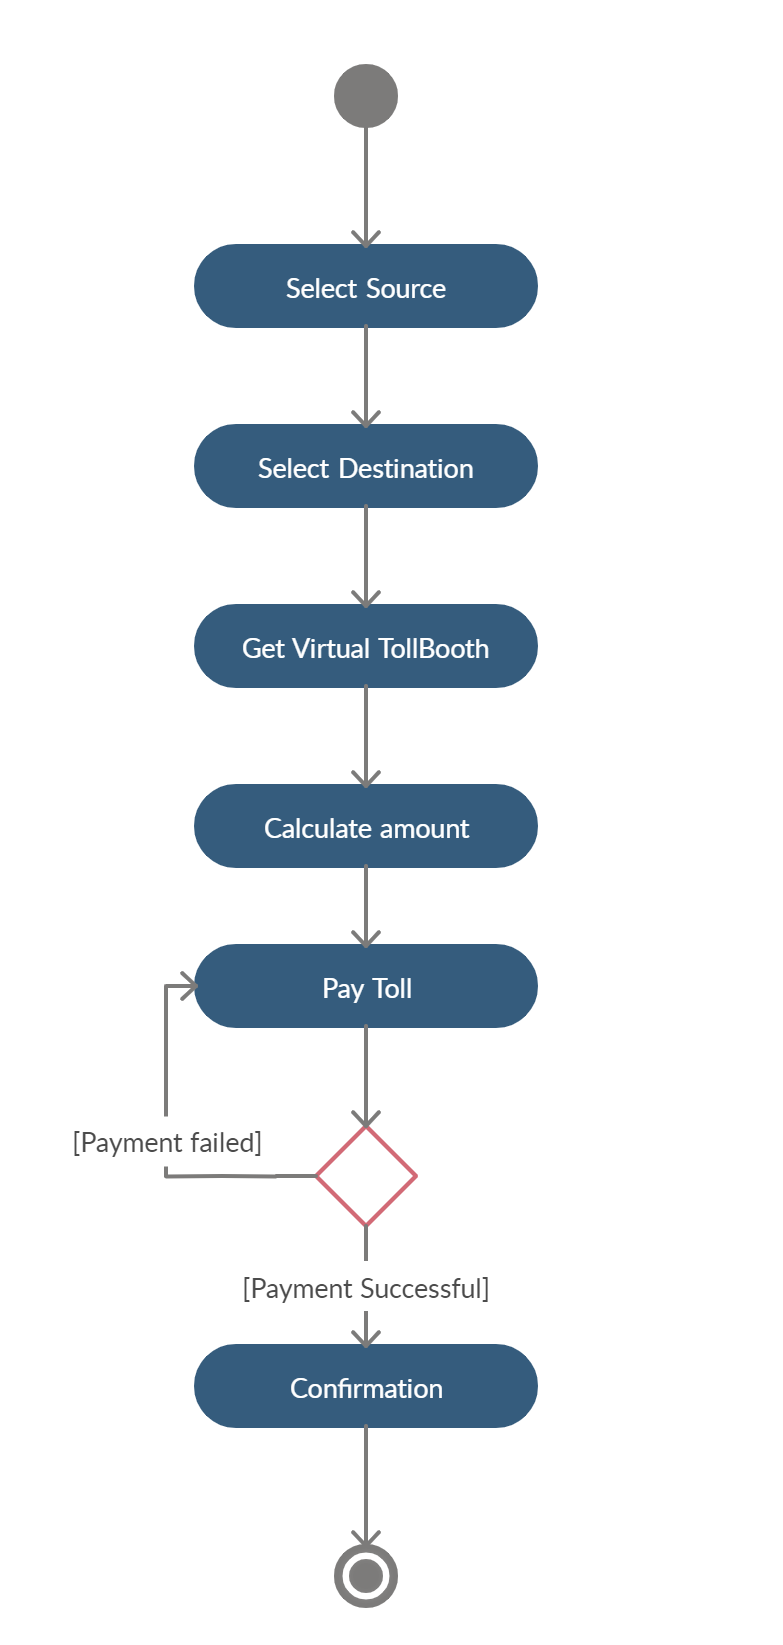 Select Source
Select Destination
Get Virtual TollBooth
Calculate amount
Pay Toll
[Payment failed]
[Payment Successful]
Confirmation